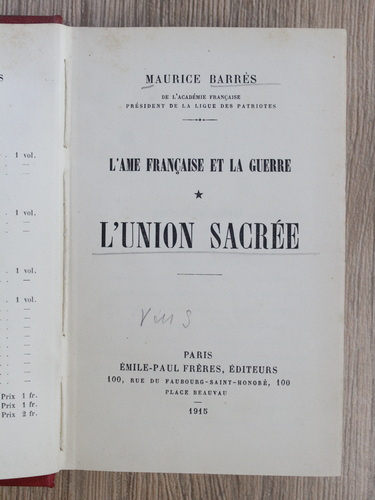 S
1 vol.
—
1 vol.
—
1 vol.
—
1 vol.
—
—
—
—
—
—
Prix 1 fr.
Prix 1 fr.
Prix 2 fr.
MAURICE BARRÈS
DE L'ACADÉMIE FRANÇAISE
PRÉSIDENT DE LA LIGUE DES PATRIOTES
L'AME FRANÇAISE ET LA GUERRE
★
L'UNION SACRÉE
PARIS
ÉMILE-PAUL FRÈRES, ÉDITEURS
100, RUE DU FAUBOURG-SAINT-HONORÉ, 100
PLACE BEAUVAU
—
1915